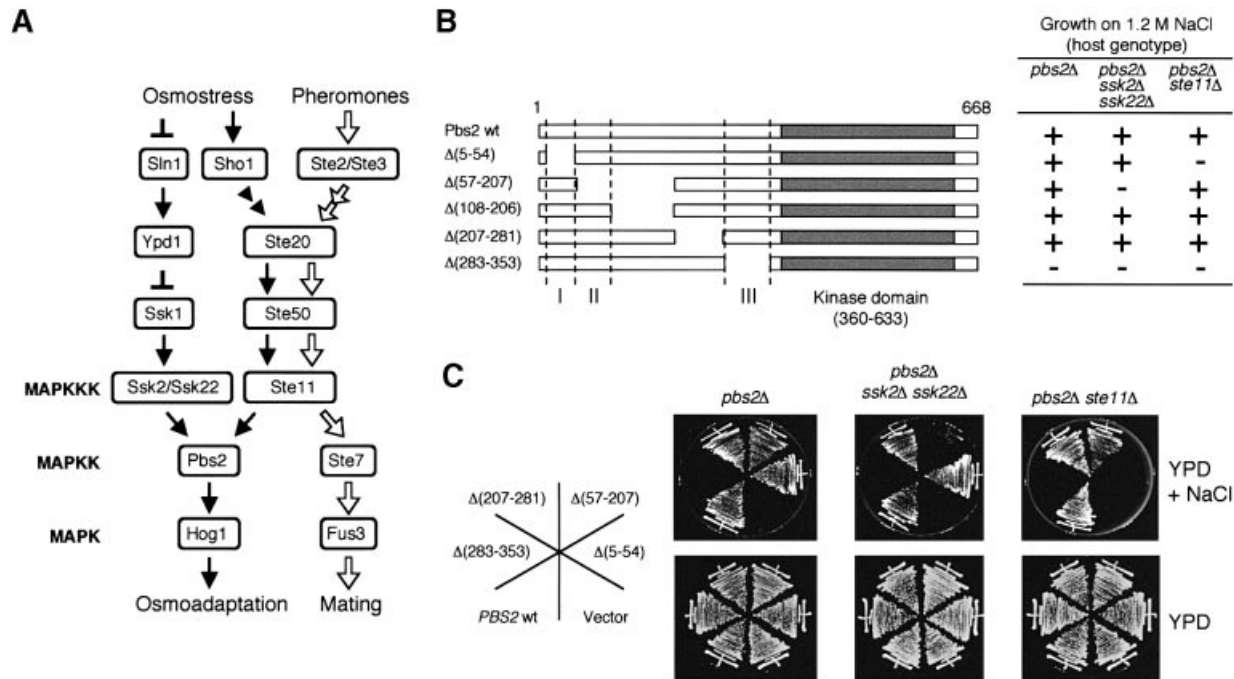 A
Osmostress Pheromones
Sln1 Sho1 Ste2/Ste3
Ypd1 Ste20
Ssk1 Ste50
MAPKKK Ssk2/Ssk22 Ste11
MAPKK Pbs2 Ste7
MAPK Hog1 Fus3
Osmoadaptation Mating
B
Growth on 1.2 M NaCl
(host genotype)
pbs2Δ pbs2Δ ssk2Δ ssk22Δ pbs2Δ ste11Δ
1 668
Pbs2 wt + + +
Δ(5-54) + + -
Δ(57-207) + - +
Δ(108-206) + + +
Δ(207-281) + + +
Δ(283-353) - - -
I II III Kinase domain
(360-633)
C
pbs2Δ pbs2Δ ssk2Δ ssk22Δ pbs2Δ ste11Δ
Δ(207-281) Δ(57-207)
Δ(283-353) Δ(5-54)
PBS2 wt Vector
YPD
+ NaCl
YPD